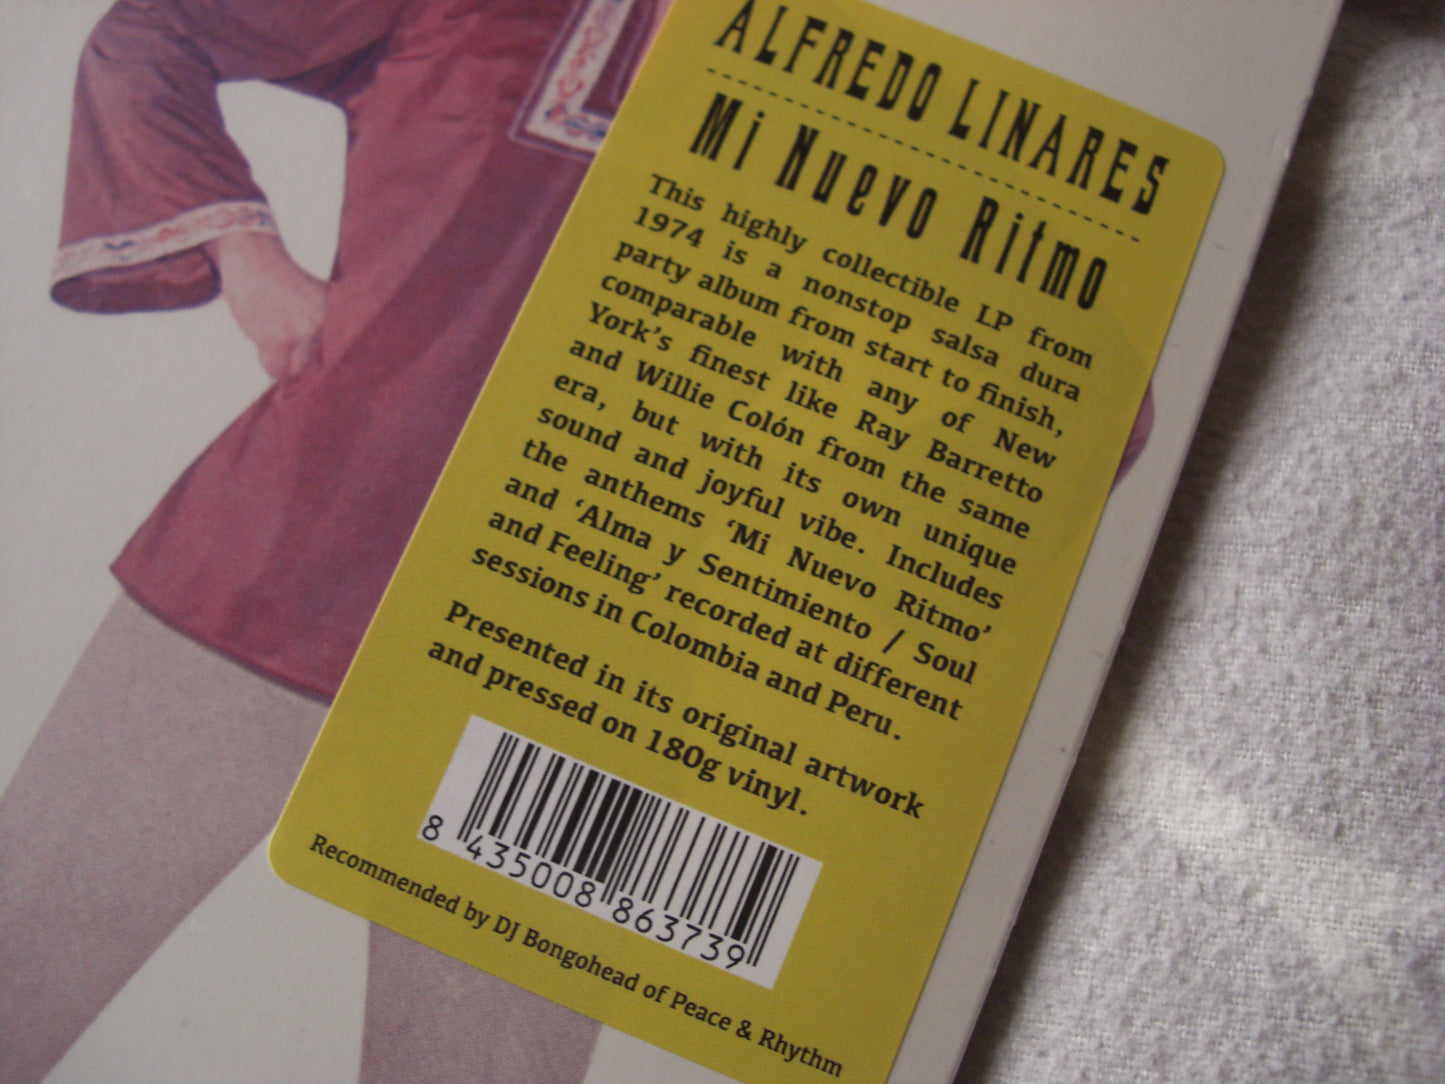 ALFREDO LINARES
Mi Nuevo Ritmo
This highly collectible LP from
1974 is a nonstop salsa dura
party album from start to finish,
comparable with any of New
York's finest like Ray Barretto
and Willie Colón from the same
era, but with its own unique
sound and joyful vibe. Includes
the anthems ‘Mi Nuevo Ritmo’
and ‘Alma y Sentimiento / Soul
and Feeling’ recorded at different
sessions in Colombia and Peru.
Presented in its original artwork
and pressed on 180g vinyl.
8 435008 863739
Recommended by DJ Bongohead of Peace & Rhythm